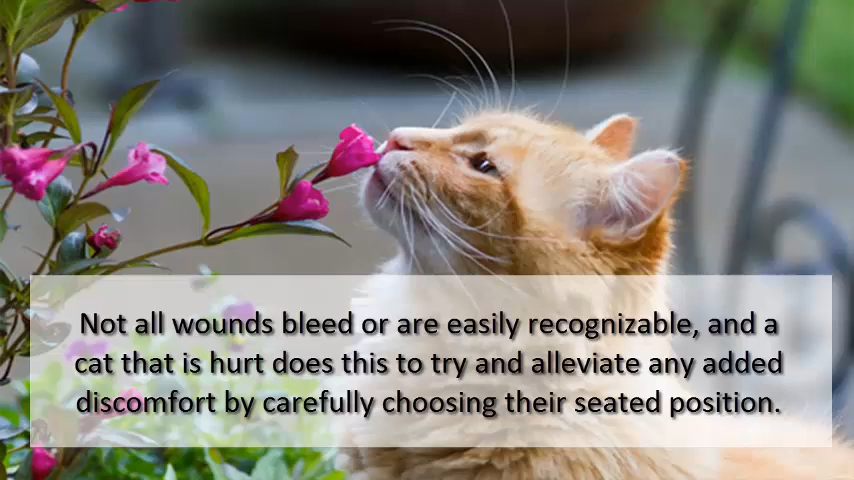 Not all wounds bleed or are easily recognizable, and a
cat that is hurt does this to try and alleviate any added
discomfort by carefully choosing their seated position.